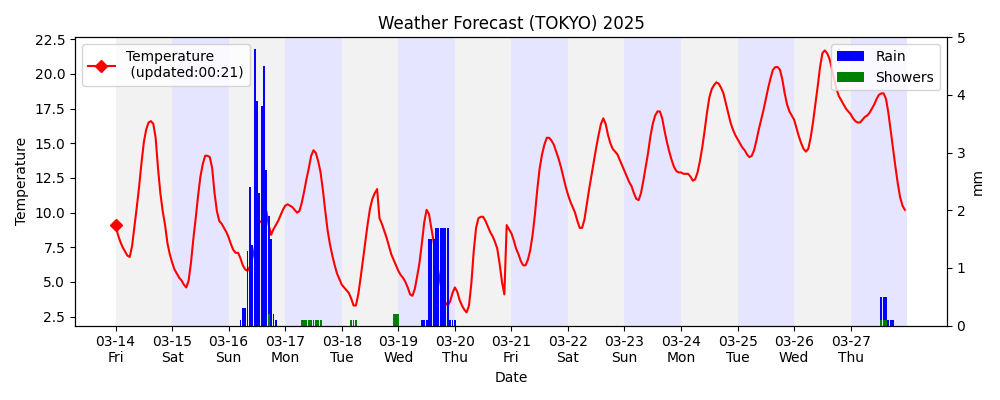 Weather Forecast (TOKYO) 2025
Temperature
(updated:00:21)
Rain
Showers
Temperature
22.5
20.0
17.5
15.0
12.5
10.0
7.5
5.0
2.5
5
4
3
2
1
0
mm
03-14 03-15 03-16 03-17 03-18 03-19 03-20 03-21 03-22 03-23 03-24 03-25 03-26 03-27
Fri Sat Sun Mon Tue Wed Thu Fri Sat Sun Mon Tue Wed Thu
Date